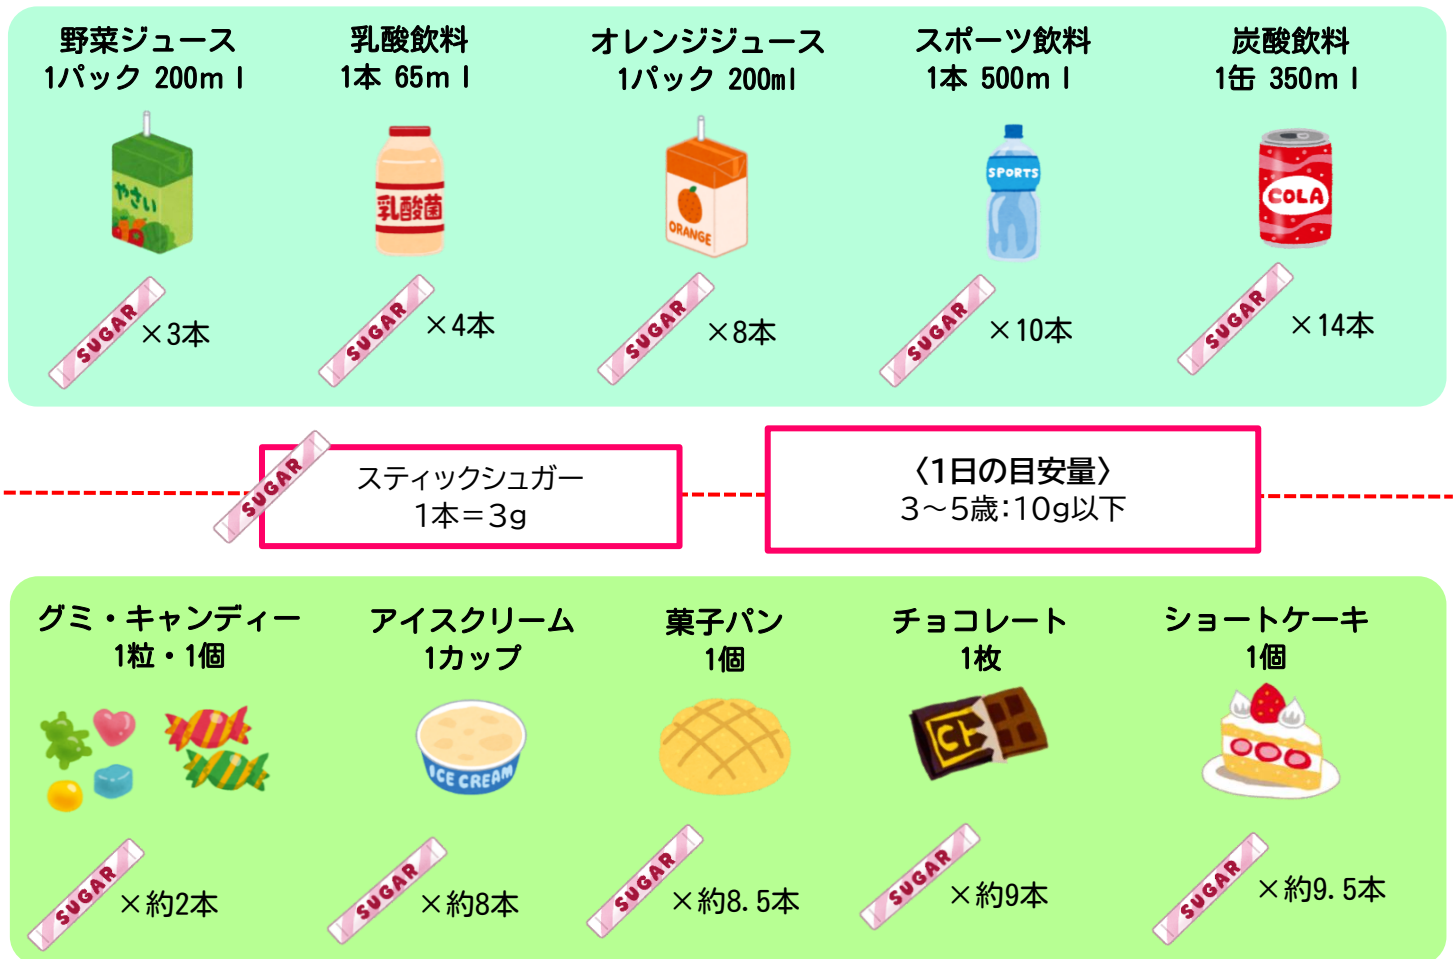 野菜ジュース
1パック 200ml
乳酸飲料
1本 65ml
オレンジジュース
1パック 200ml
スポーツ飲料
1本 500ml
炭酸飲料
1缶 350ml
やさい
乳酸菌
ORANGE
SPORTS
COLA
SUGAR
×3本
SUGAR
×4本
SUGAR
×8本
SUGAR
×10本
SUGAR
×14本
SUGAR
スティックシュガー
1本=3g
〈1日の目安量〉
3~5歳:10g以下
グミ・キャンディー
1粒・1個
アイスクリーム
1カップ
菓子パン
1個
チョコレート
1枚
ショートケーキ
1個
ICE CREAM
SUGAR
×約2本
SUGAR
×約8本
SUGAR
×約8.5本
SUGAR
×約9本
SUGAR
×約9.5本